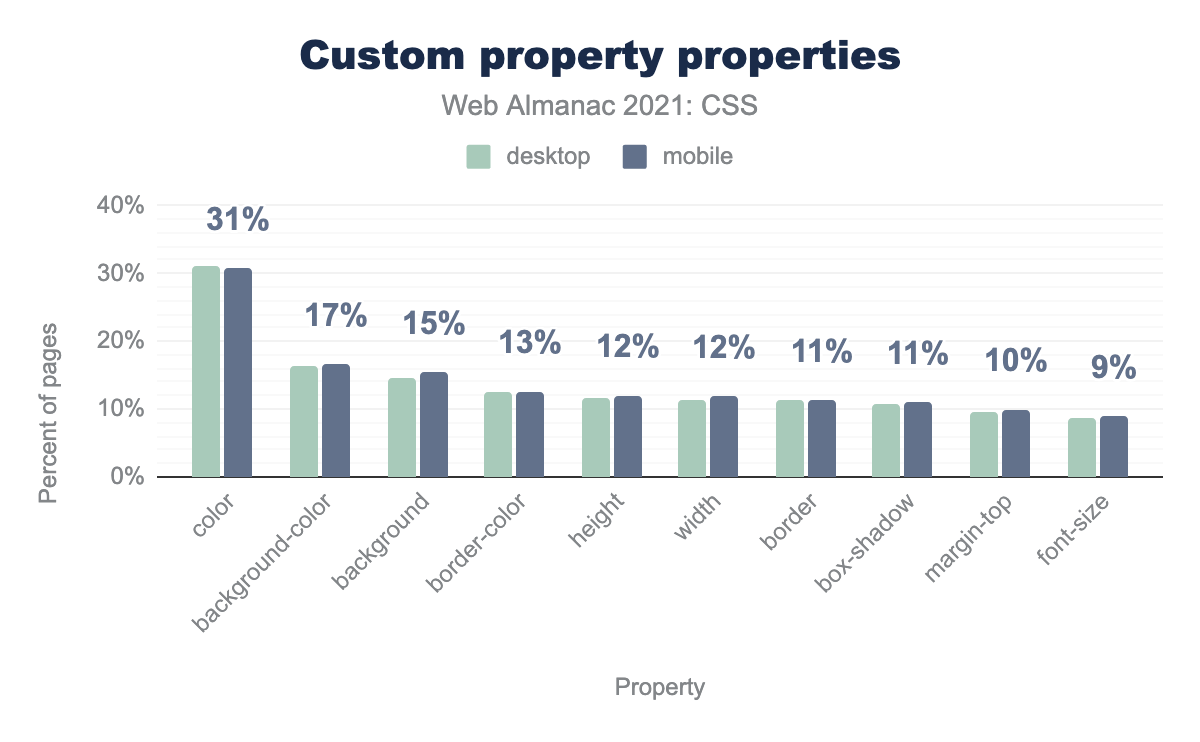 Custom property properties
Web Almanac 2021: CSS
desktop mobile
40%
30%
20%
10%
0%
Percent of pages
31%
17%
15%
13%
12%
12%
11%
11%
10%
9%
color
background-color
background
border-color
height
width
border
box-shadow
margin-top
font-size
Property